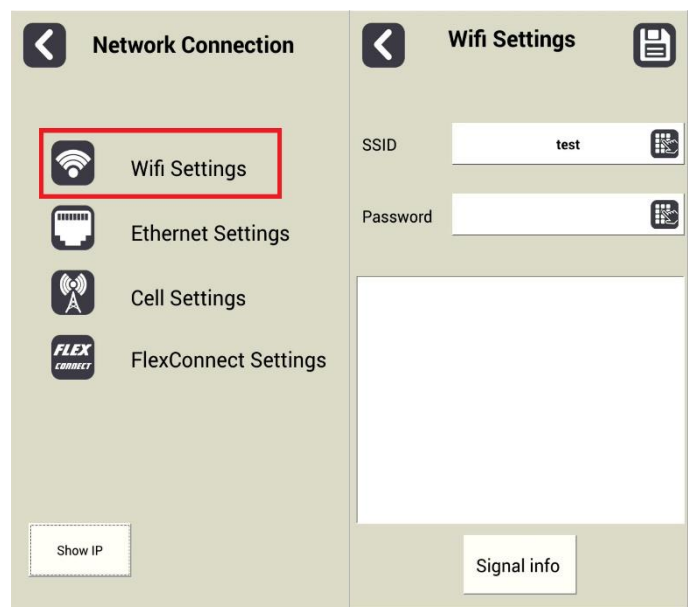 Network Connection
Wifi Settings
Ethernet Settings
Cell Settings
FLEX
CONNECT
FlexConnect Settings
Show IP
Wifi Settings
SSID
test
Password
Signal info